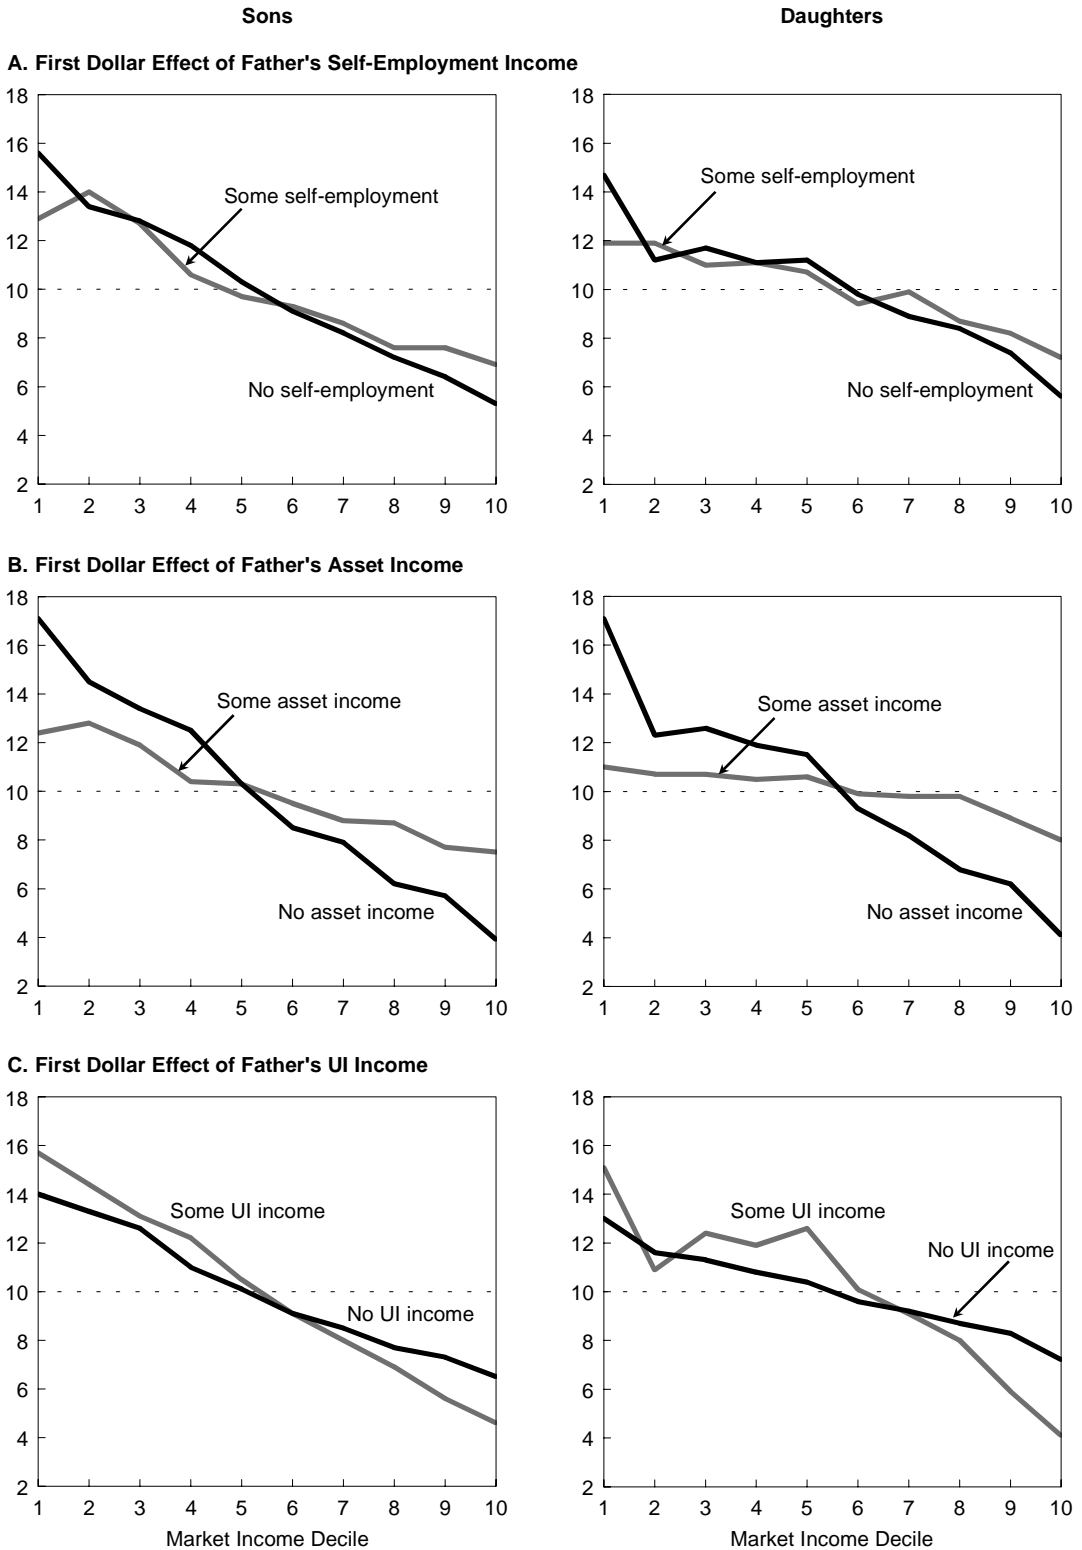 Sons Daughters
A. First Dollar Effect of Father's Self-Employment Income
18 18
16 16
Some self-employment Some self-employment
14 14
12 12
10 10
8 8
No self-employment No self-employment
6 6
4 4
2 2
1 2 3 4 5 6 7 8 9 10 1 2 3 4 5 6 7 8 9 10
B. First Dollar Effect of Father's Asset Income
18 18
16 16
Some asset income Some asset income
14 14
12 12
10 10
8 8
6 6
No asset income No asset income
4 4
2 2
1 2 3 4 5 6 7 8 9 10 1 2 3 4 5 6 7 8 9 10
C. First Dollar Effect of Father's UI Income
18 18
16 16
14 14
Some UI income Some UI income
12 12
No UI income
10 10
No UI income
8 8
6 6
4 4
2 2
1 2 3 4 5 6 7 8 9 10 1 2 3 4 5 6 7 8 9 10
Market Income Decile Market Income Decile